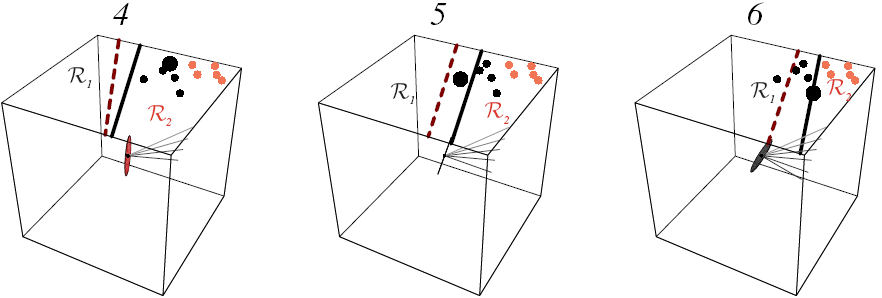 4 5 6
R₁ R₁ R₁
R₂ R₂ R₂